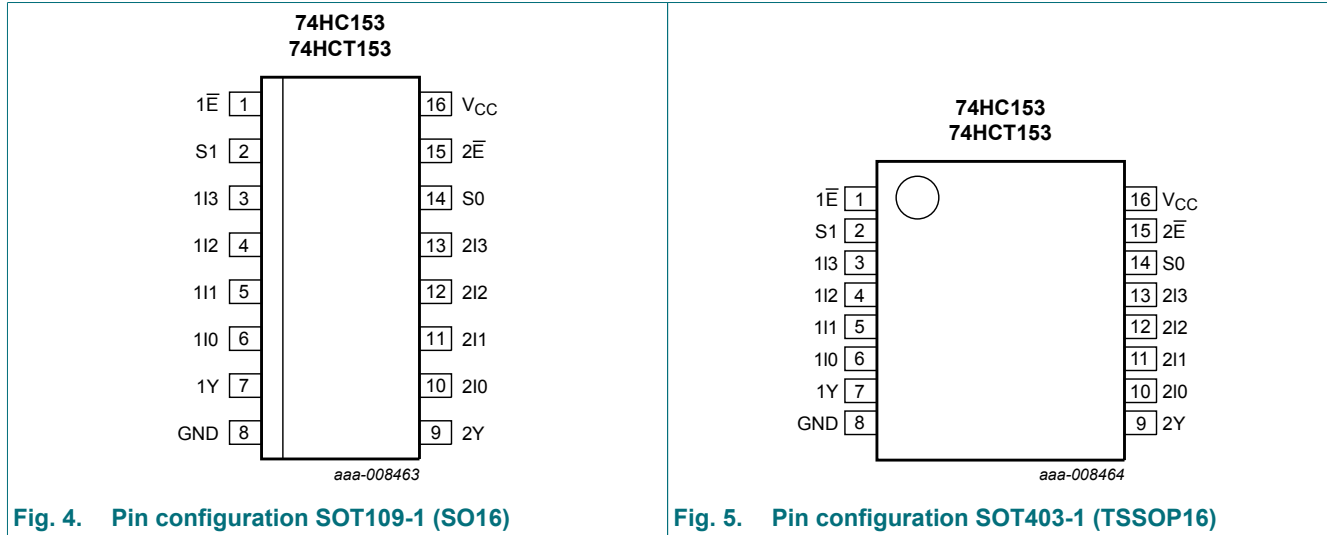 74HC153
74HCT153
1E̅ 1
16 VCC
S1 2
15 2E̅
1I3 3
14 S0
1I2 4
13 2I3
1I1 5
12 2I2
1I0 6
11 2I1
1Y 7
10 2I0
GND 8
9 2Y
aaa-008463
Fig. 4. Pin configuration SOT109-1 (SO16)
74HC153
74HCT153
1E̅ 1
16 VCC
S1 2
15 2E̅
1I3 3
14 S0
1I2 4
13 2I3
1I1 5
12 2I2
1I0 6
11 2I1
1Y 7
10 2I0
GND 8
9 2Y
aaa-008464
Fig. 5. Pin configuration SOT403-1 (TSSOP16)